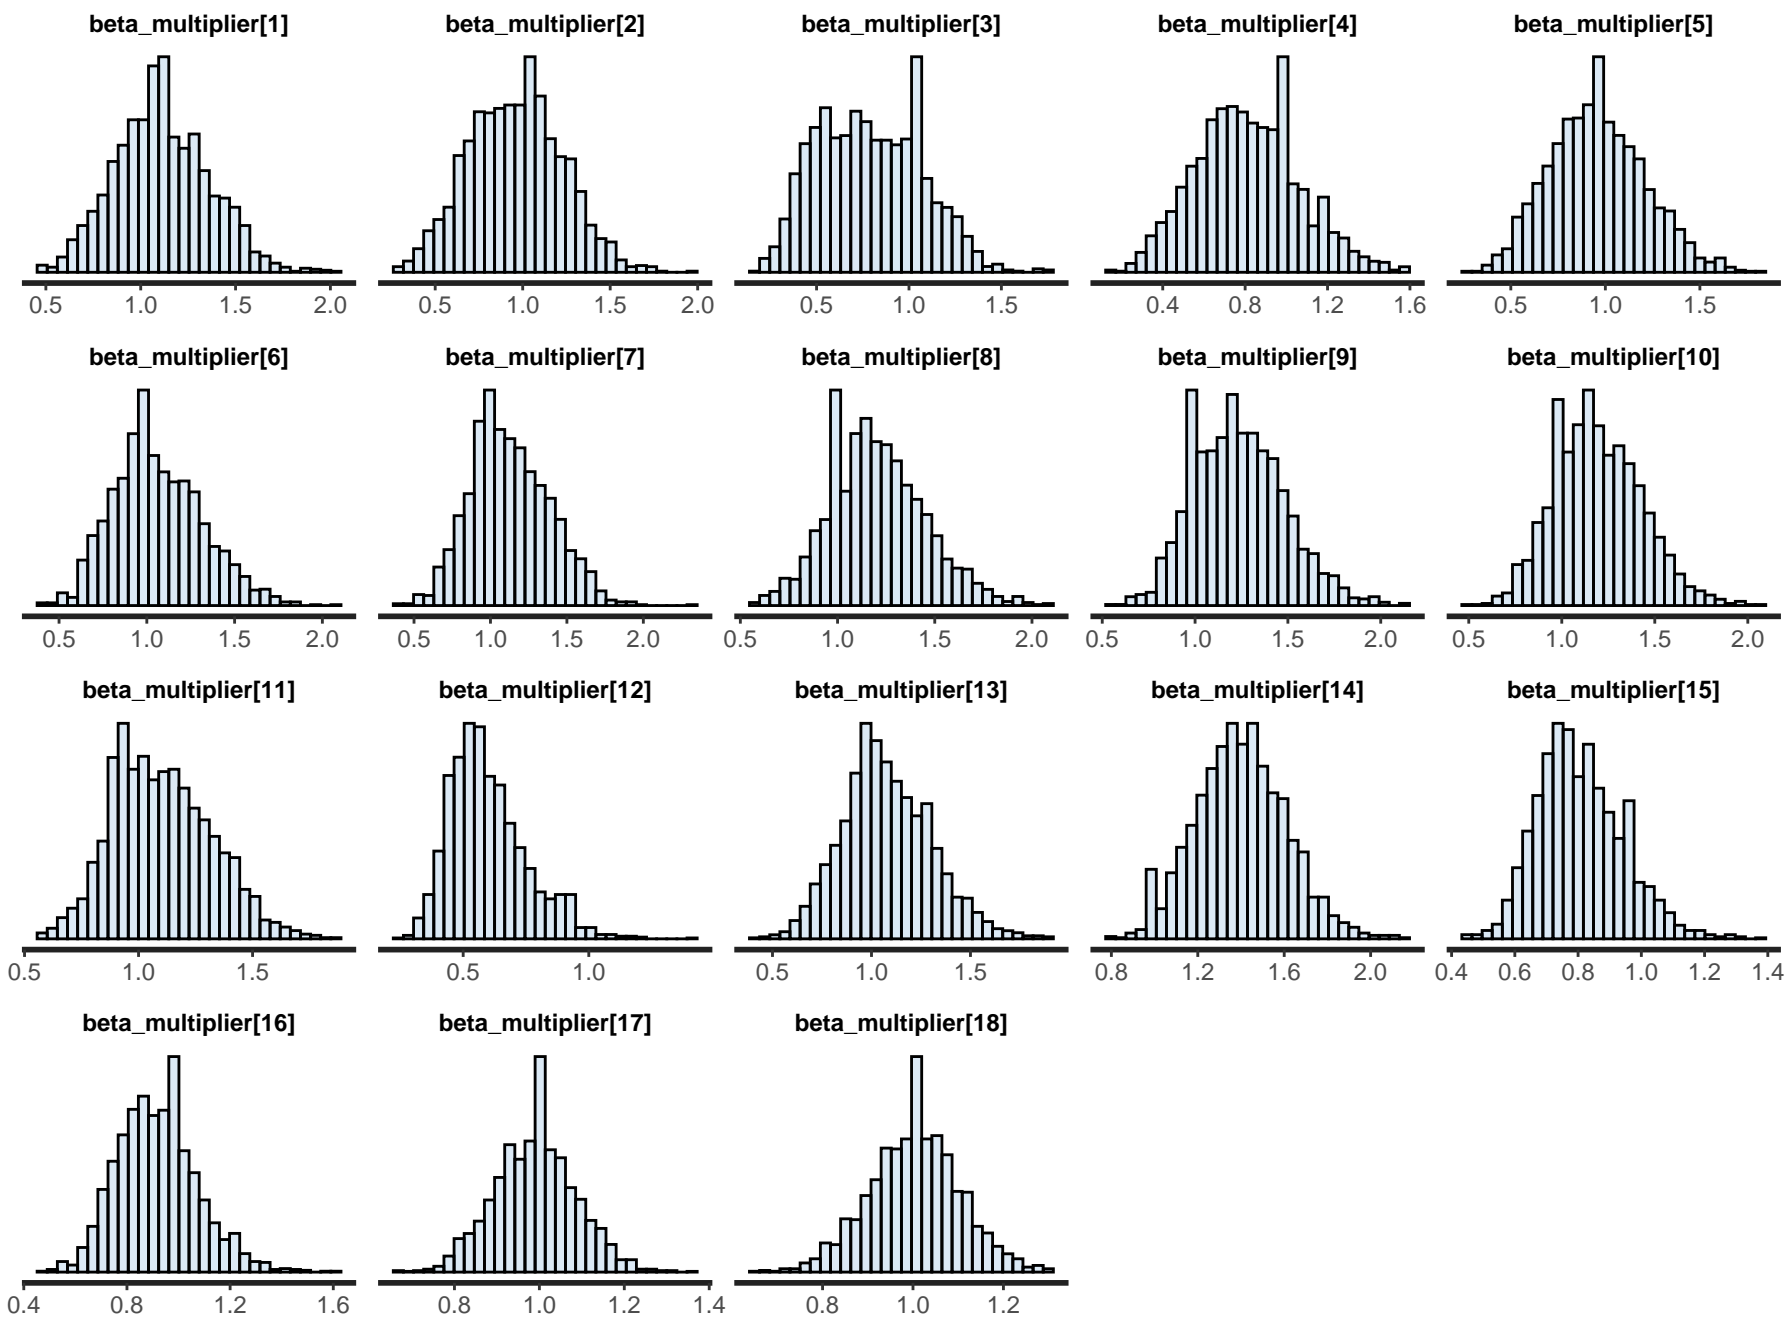 beta_multiplier[1] beta_multiplier[2] beta_multiplier[3] beta_multiplier[4] beta_multiplier[5]
0.5 1.0 1.5 2.0 0.5 1.0 1.5 2.0 0.5 1.0 1.5 0.4 0.8 1.2 1.6 0.5 1.0 1.5
beta_multiplier[6] beta_multiplier[7] beta_multiplier[8] beta_multiplier[9] beta_multiplier[10]
0.5 1.0 1.5 2.0 0.5 1.0 1.5 2.0 0.5 1.0 1.5 2.0 0.5 1.0 1.5 2.0 0.5 1.0 1.5 2.0
beta_multiplier[11] beta_multiplier[12] beta_multiplier[13] beta_multiplier[14] beta_multiplier[15]
0.5 1.0 1.5 0.5 1.0 0.5 1.0 1.5 0.8 1.2 1.6 2.0 0.4 0.6 0.8 1.0 1.2 1.4
beta_multiplier[16] beta_multiplier[17] beta_multiplier[18]
0.4 0.8 1.2 1.6 0.8 1.0 1.2 1.4 0.8 1.0 1.2